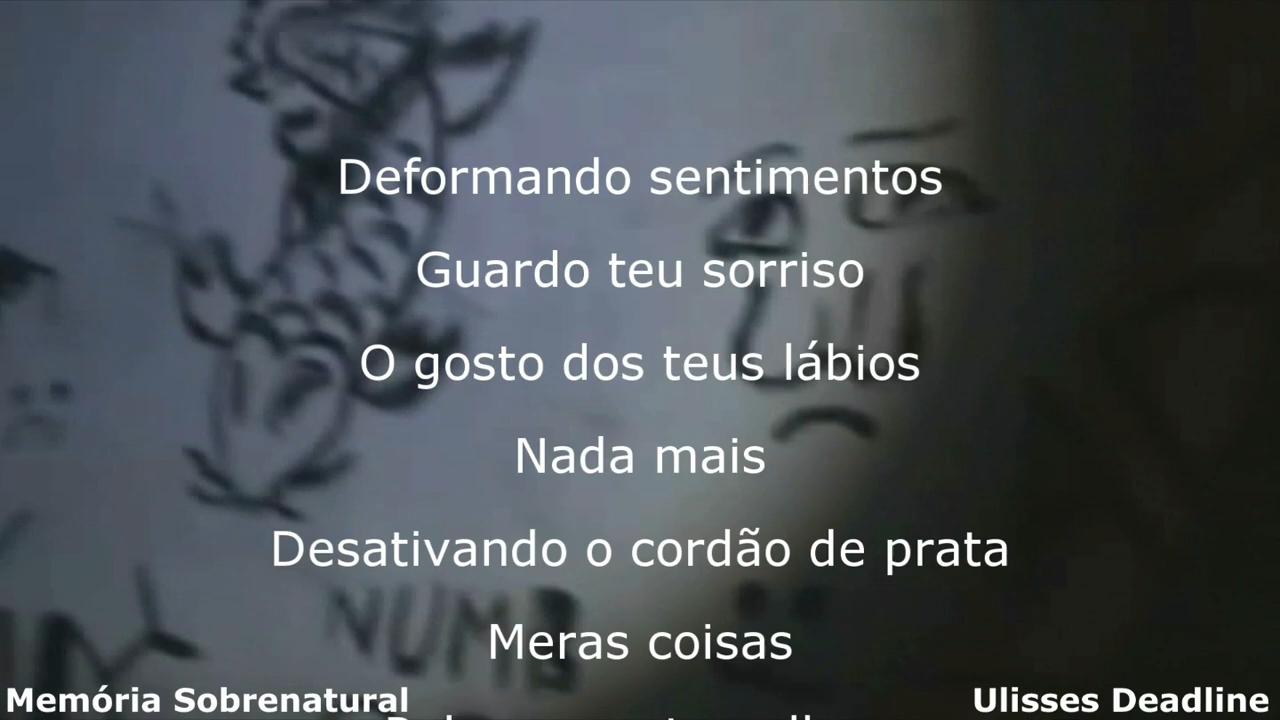 Deformando sentimentos
Guardo teu sorriso
O gosto dos teus lábios
Nada mais
Desativando o cordão de prata
NUMB
Meras coisas
Memória Sobrenatural
Ulisses Deadline